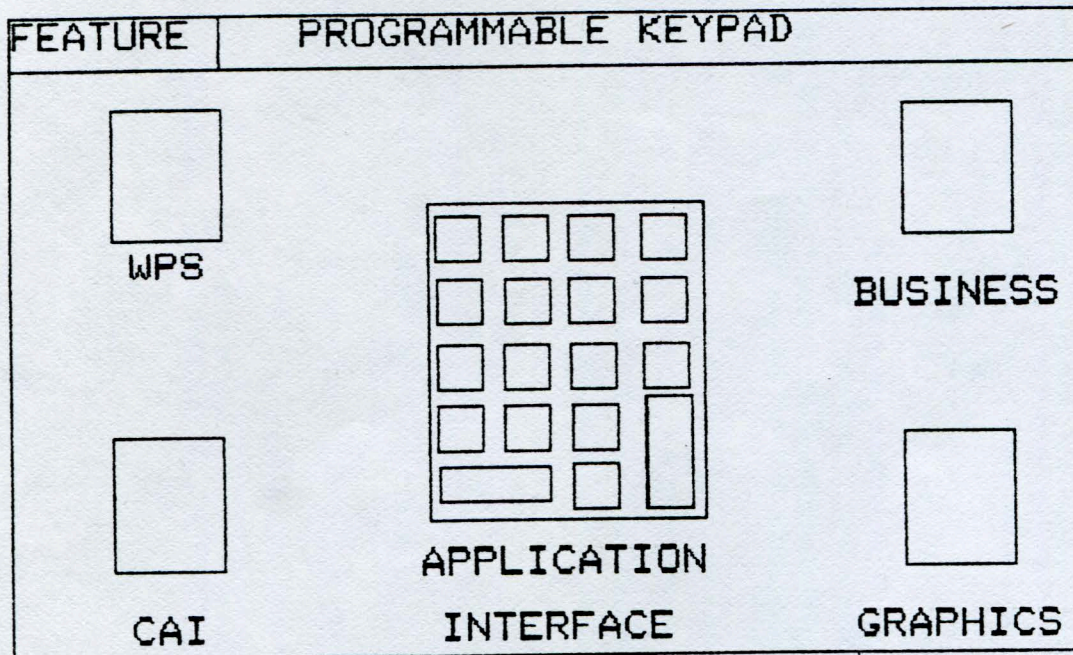 FEATURE
PROGRAMMABLE KEYPAD
WPS
BUSINESS
APPLICATION
INTERFACE
CAI
GRAPHICS